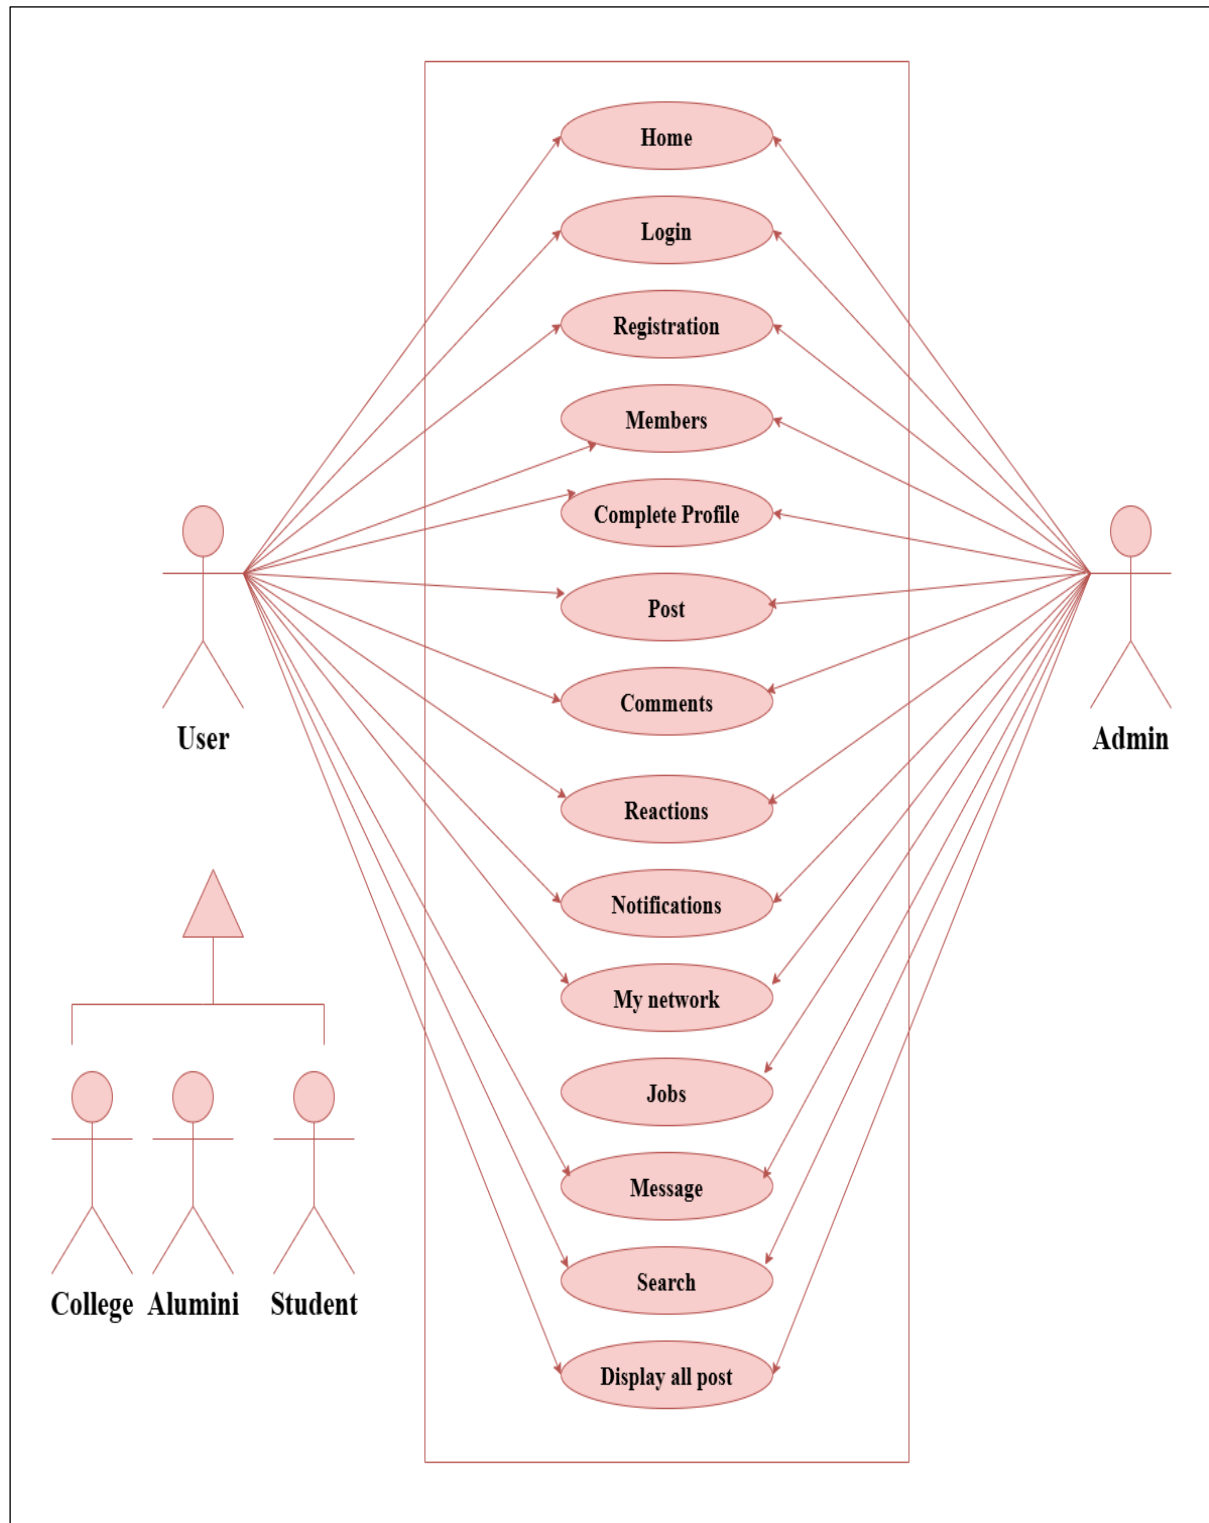 Home
Login
Registration
Members
Complete Profile
Post
Comments
User
Admin
Reactions
Notifications
My network
Jobs
Message
Search
College Alumini Student
Display all post